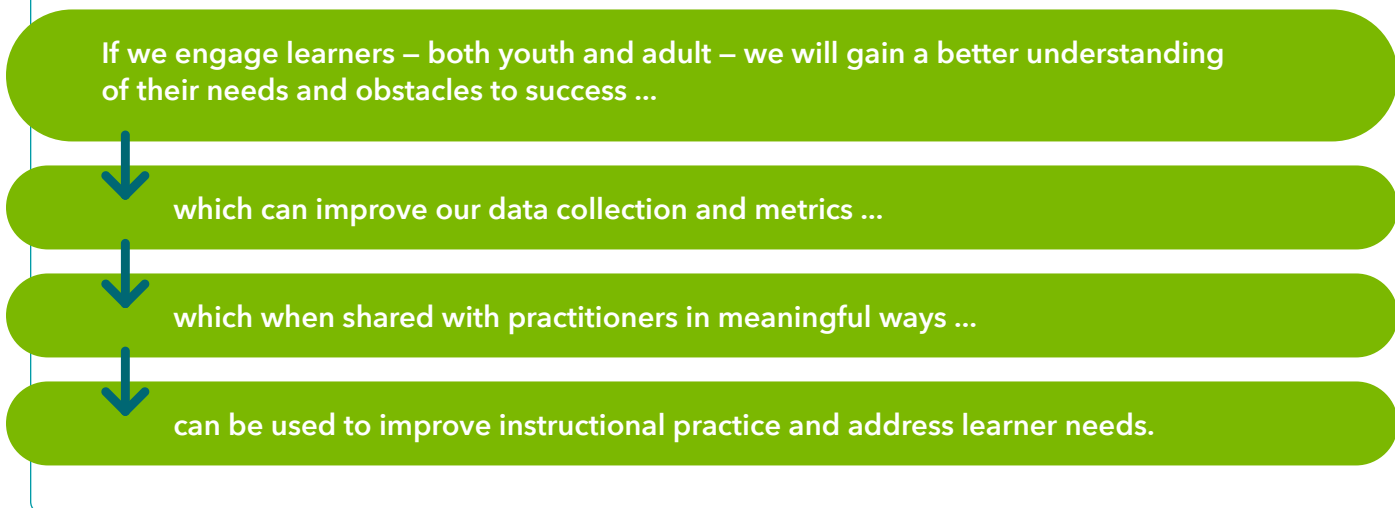 If we engage learners – both youth and adult – we will gain a better understanding
of their needs and obstacles to success ...
which can improve our data collection and metrics ...
which when shared with practitioners in meaningful ways ...
can be used to improve instructional practice and address learner needs.